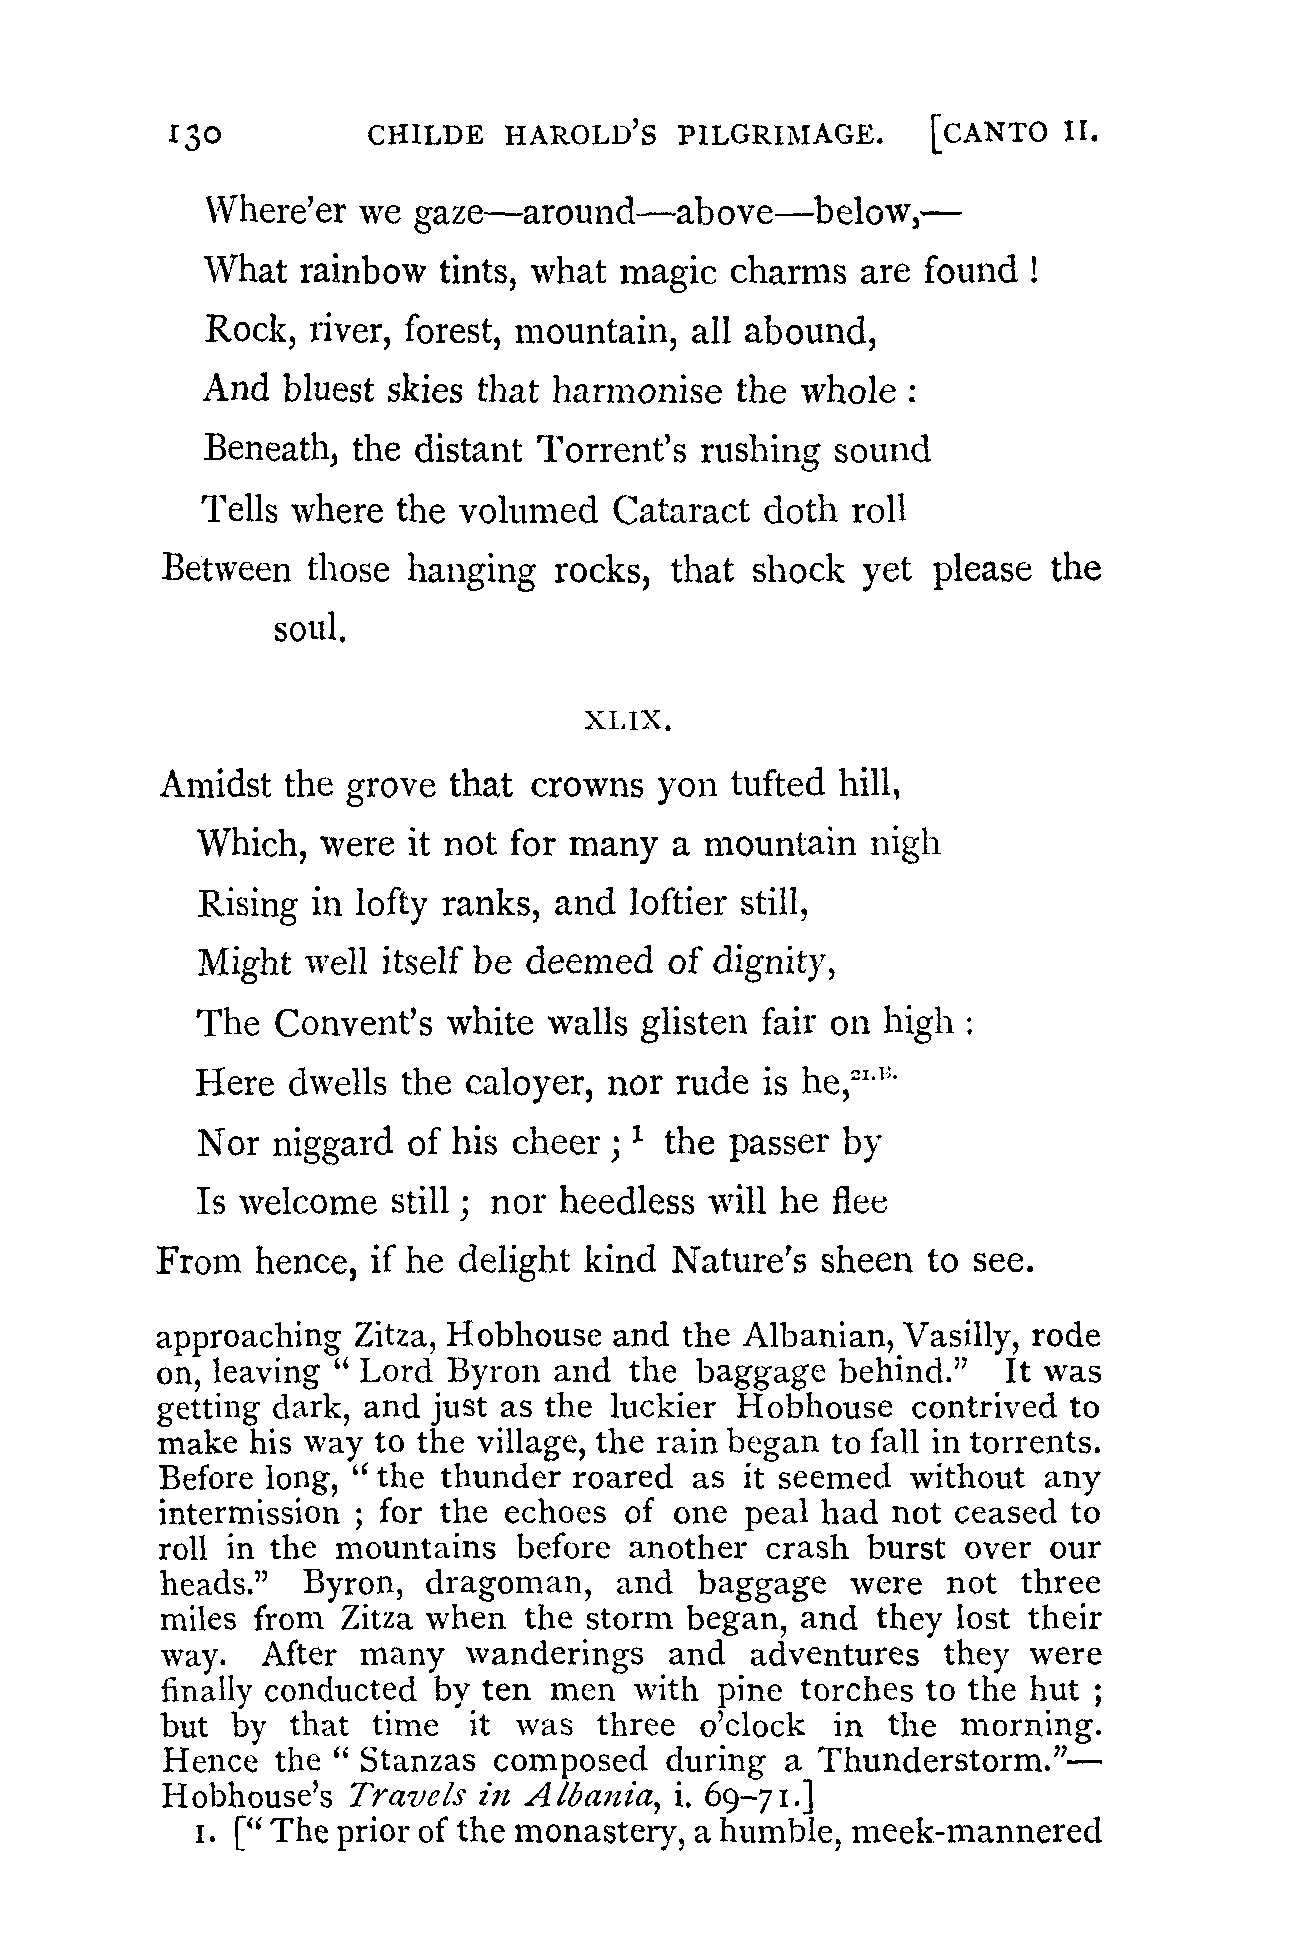 130 CHILDE HAROLD'S PILGRIMAGE. [CANTO II.
Where'er we gaze—around—above—below,—
What rainbow tints, what magic charms are found !
Rock, river, forest, mountain, all abound,
And bluest skies that harmonise the whole :
Beneath, the distant Torrent's rushing sound
Tells where the volumed Cataract doth roll
Between those hanging rocks, that shock yet please the
soul.
XLIX.
Amidst the grove that crowns yon tufted hill,
Which, were it not for many a mountain nigh
Rising in lofty ranks, and loftier still,
Might well itself be deemed of dignity,
The Convent's white walls glisten fair on high :
Here dwells the caloyer, nor rude is he,21.B.
Nor niggard of his cheer ; 1 the passer by
Is welcome still ; nor heedless will he flee
From hence, if he delight kind Nature's sheen to see.
approaching Zitza, Hobhouse and the Albanian, Vasilly, rode
on, leaving " Lord Byron and the baggage behind." It was
getting dark, and just as the luckier Hobhouse contrived to
make his way to the village, the rain began to fall in torrents.
Before long, " the thunder roared as it seemed without any
intermission ; for the echoes of one peal had not ceased to
roll in the mountains before another crash burst over our
heads." Byron, dragoman, and baggage were not three
miles from Zitza when the storm began, and they lost their
way. After many wanderings and adventures they were
finally conducted by ten men with pine torches to the hut ;
but by that time it was three o'clock in the morning.
Hence the " Stanzas composed during a Thunderstorm."—
Hobhouse's Travels in Albania, i. 69–71.]
1. [" The prior of the monastery, a humble, meek-mannered